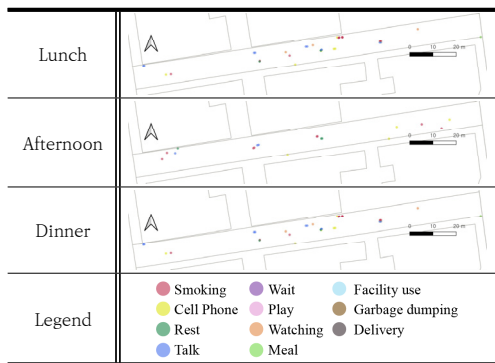 Lunch
0 10 20 m
Afternoon
0 10 20 m
Dinner
0 10 20 m
Legend
Smoking
Cell Phone
Rest
Talk
Wait
Play
Watching
Meal
Facility use
Garbage dumping
Delivery